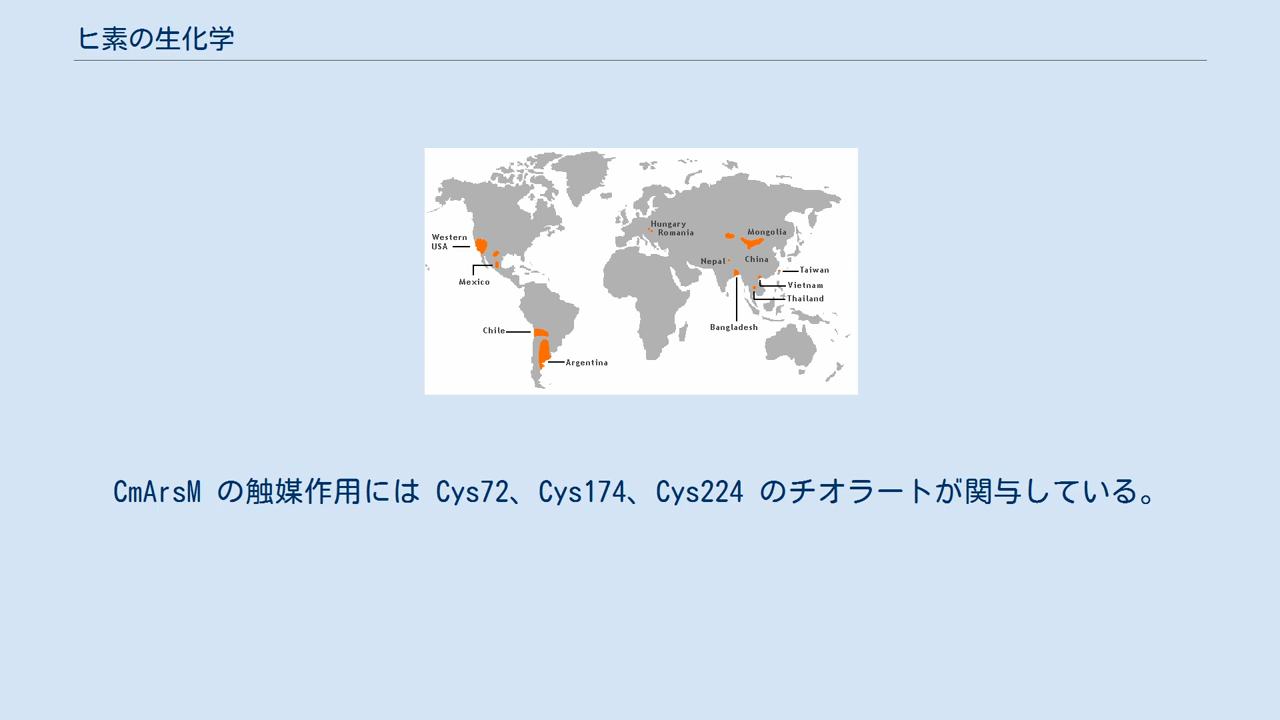 ヒ素の生化学
Hungary
Romania
Western
USA
Mongolia
Nepal
China
Taiwan
Mexico
Vietnam
Thailand
Bangladesh
Chile
Argentina
CmArsM の触媒作用には Cys72、Cys174、Cys224 のチオラートが関与している。